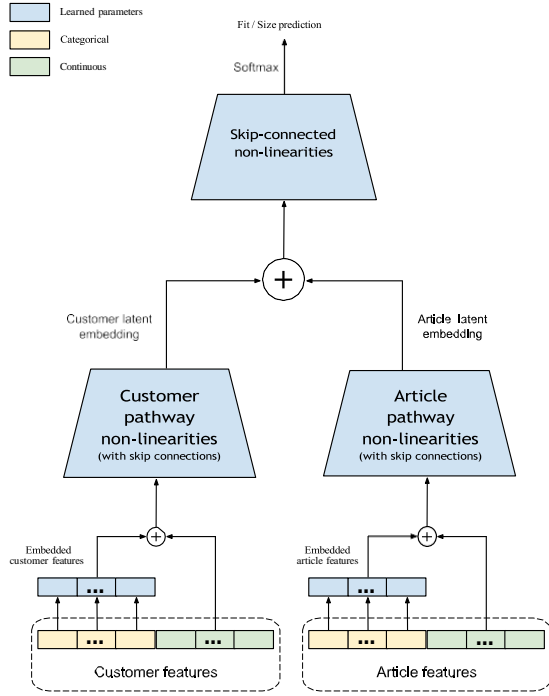 Learned parameters
Categorical
Continuous
Fit / Size prediction
Softmax
Skip-connected
non-linearities
+
Customer latent
embedding
Article latent
embedding
Customer
pathway
non-linearities
(with skip connections)
Article
pathway
non-linearities
(with skip connections)
+
+
Embedded
customer features
Embedded
article features
...
...
... ...
... ...
Customer features
Article features